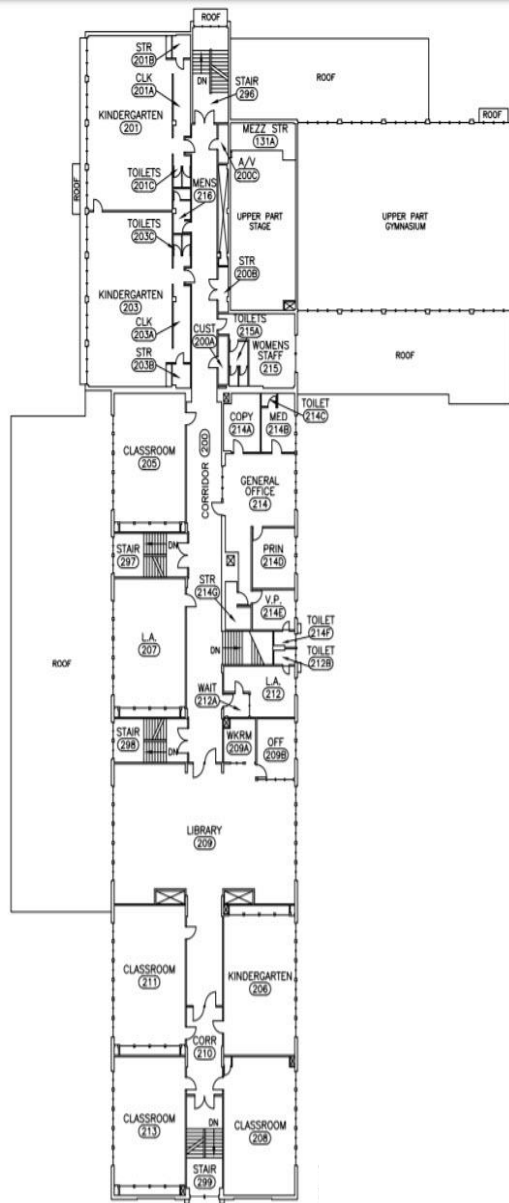 ROOF
STR
201B
CLK
201A
KINDERGARTEN
201
TOILETS
201C
MENS
216
DN
STAIR
296
ROOF
ROOF
MEZZ STR
131A
A/V
200C
UPPER PART
STAGE
UPPER PART
GYMNASIUM
ROOF
TOILETS
203C
KINDERGARTEN
203
CLK
203A
STR
203B
STR
200B
CUST
200A
TOILETS
215A
WOMENS
STAFF
215
ROOF
CLASSROOM
205
CORRIDOR 200
COPY
214A
MED
214B
TOILET
214C
GENERAL
OFFICE
214
STAIR
297
DN
PRIN
214D
STR
214G
V.P.
214E
TOILET
214F
TOILET
212B
DN
L.A.
207
ROOF
L.A.
212
WAIT
212A
STAIR
298
DN
WKRM
209A
OFF
209B
LIBRARY
209
CLASSROOM
211
KINDERGARTEN
206
CORR
210
CLASSROOM
213
DN
CLASSROOM
208
STAIR
299